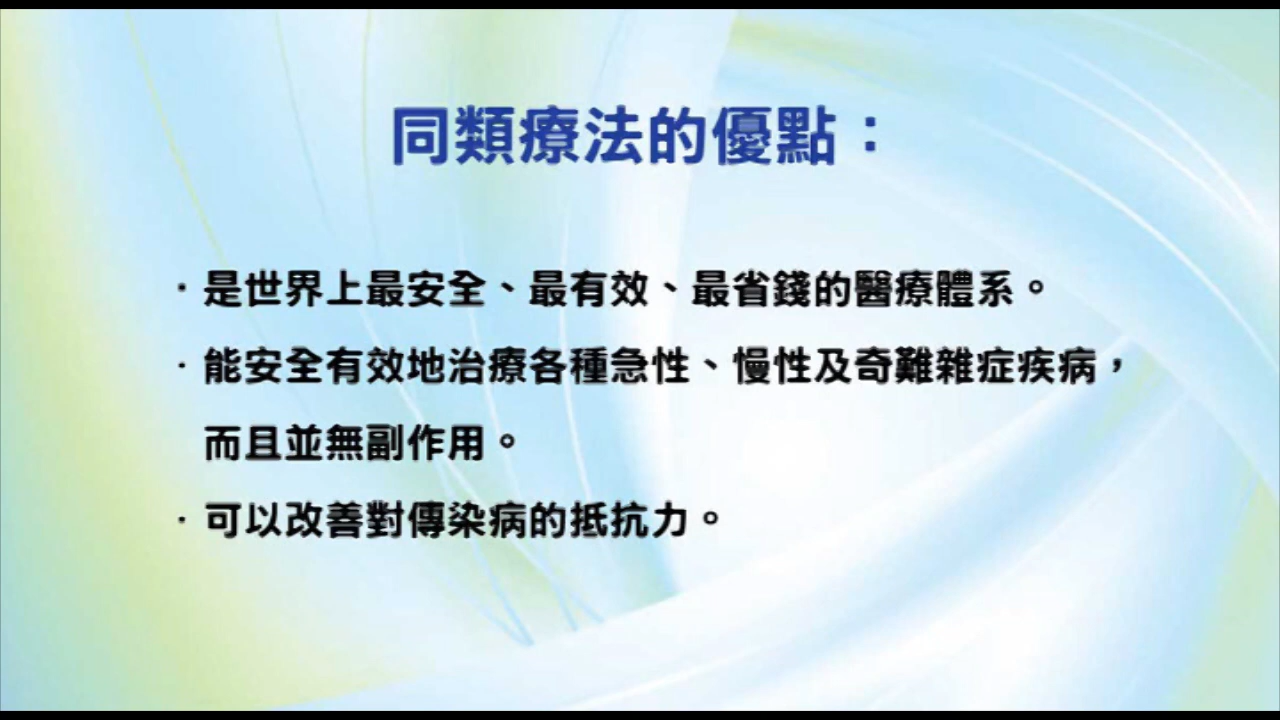 同類療法的優點：
·是世界上最安全、最有效、最省錢的醫療體系。
·能安全有效地治療各種急性、慢性及奇難雜症疾病，
而且並無副作用。
·可以改善對傳染病的抵抗力。